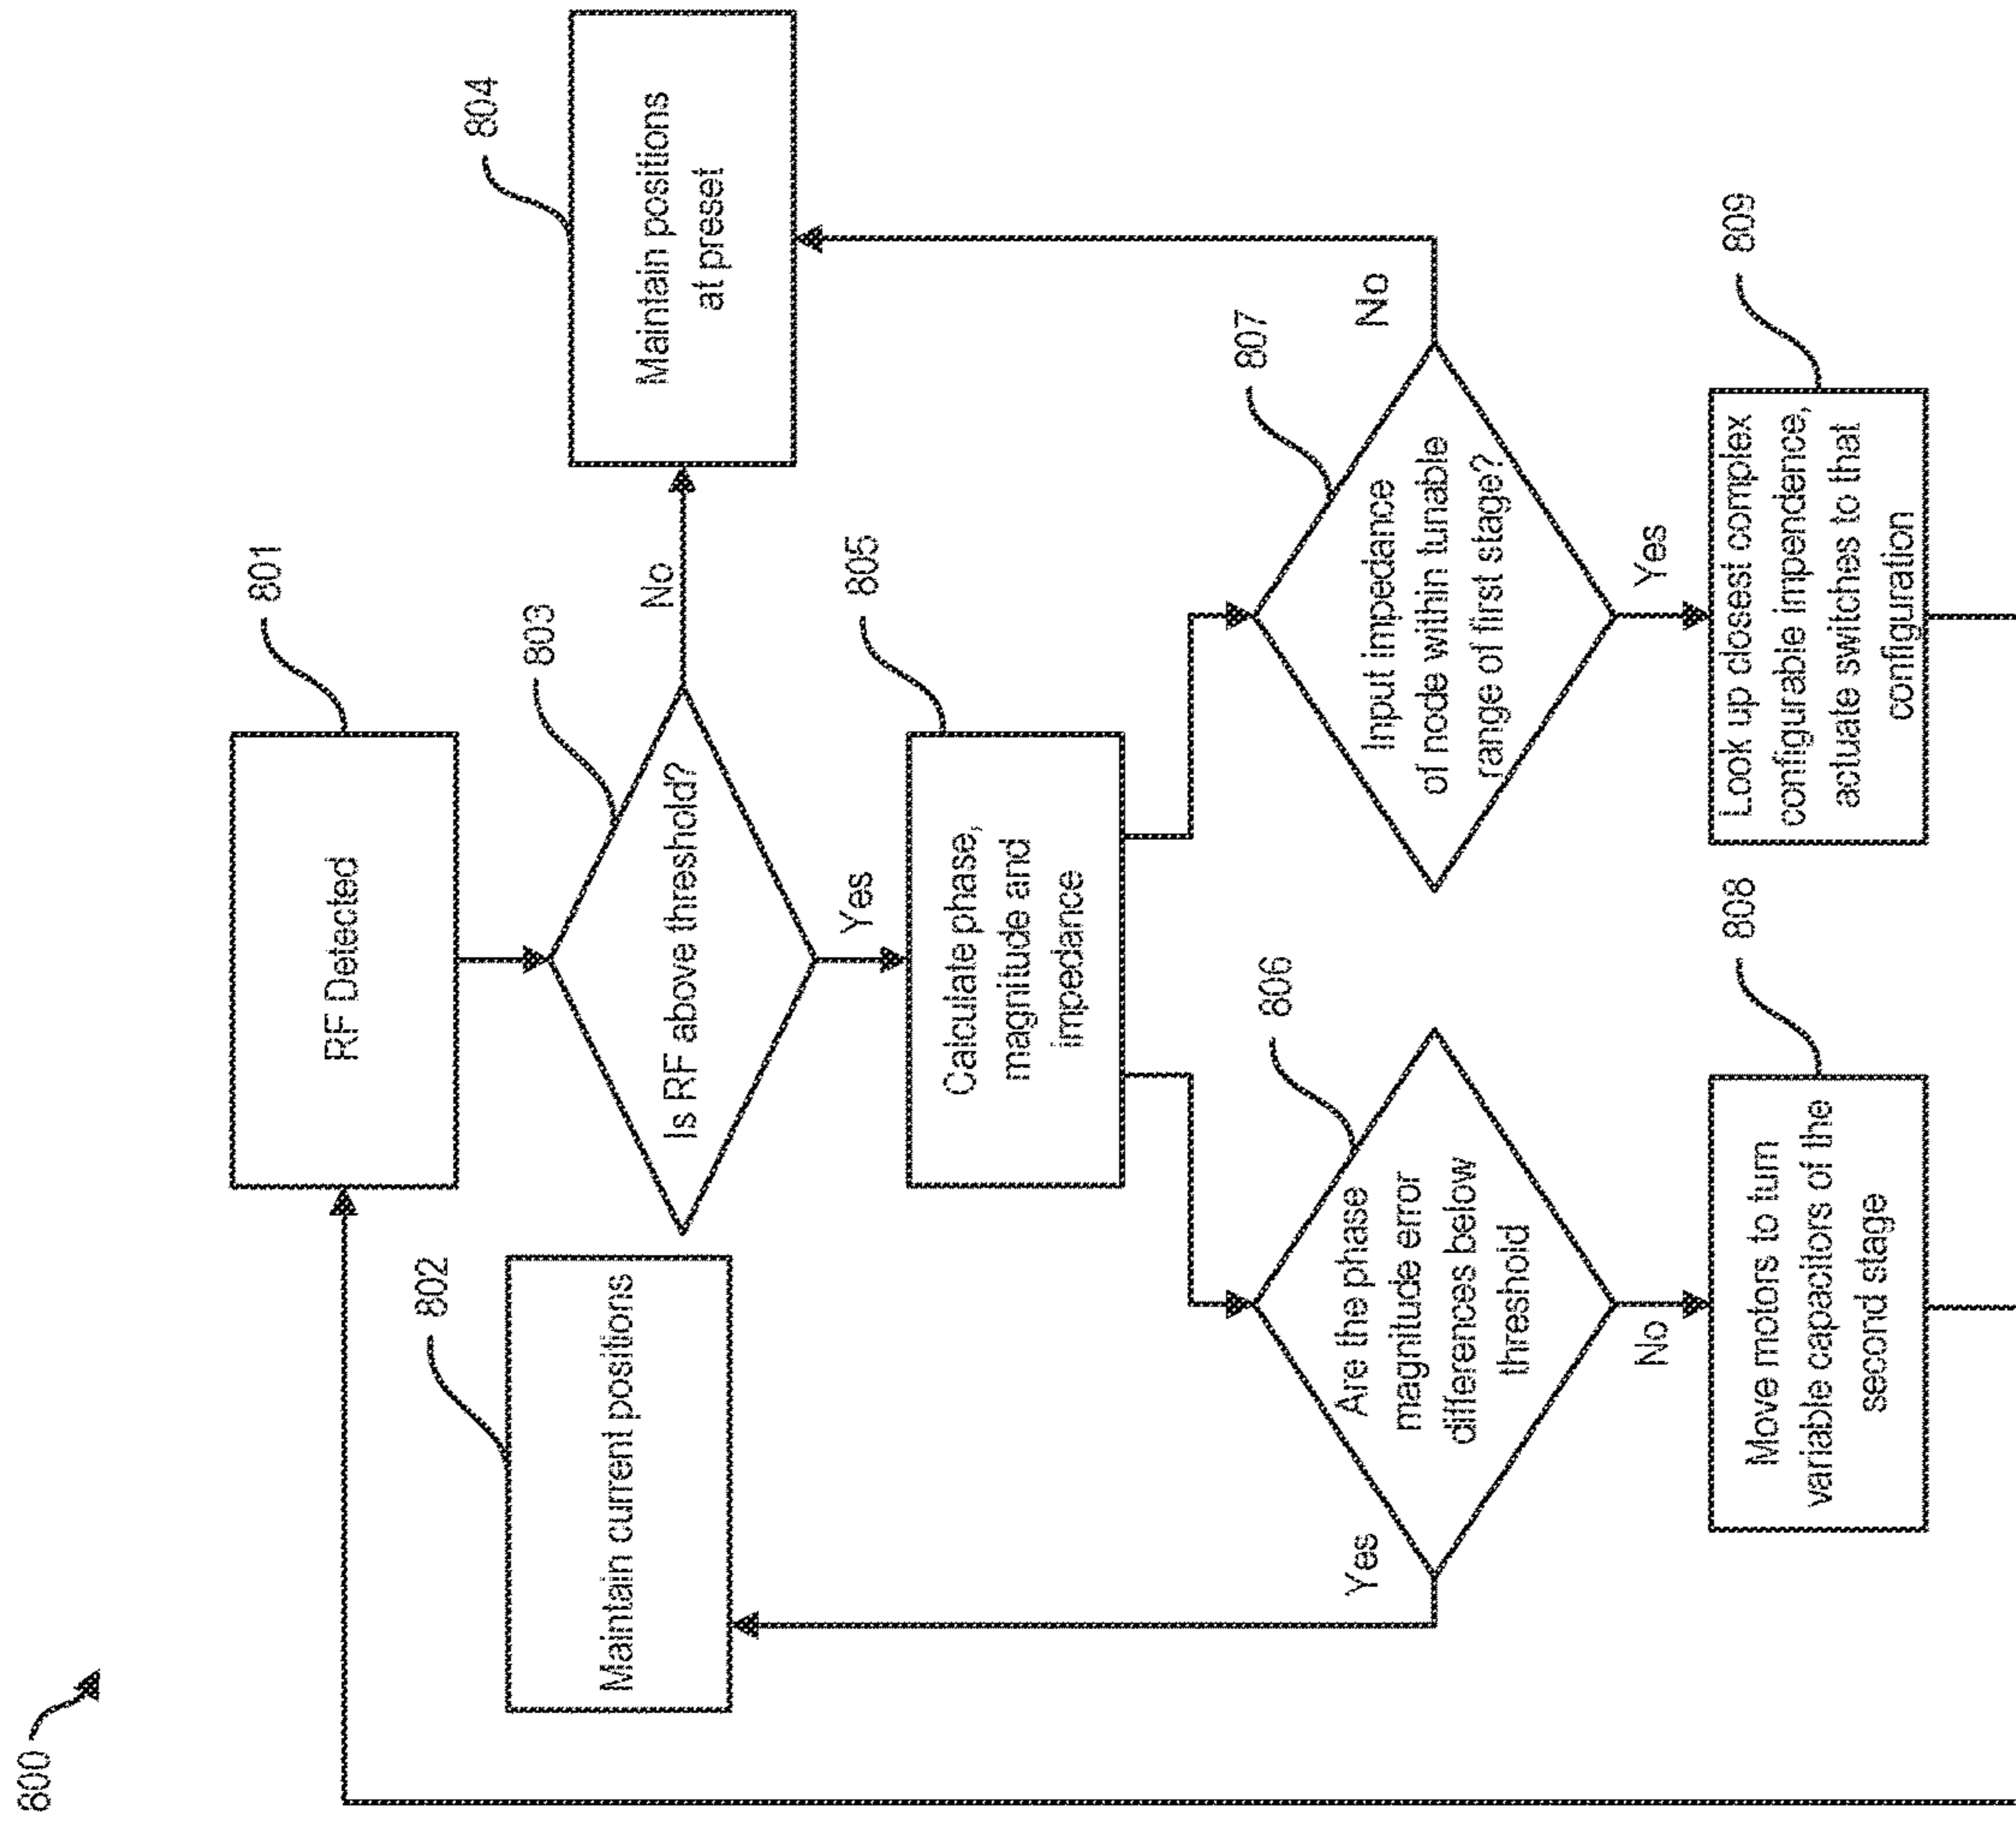 800
RF Detected
801
Maintain current positions
802
Is RF above threshold?
803
No
Yes
Maintain positions
at preset
804
Calculate phase,
magnitude and
impedance
805
Are the phase
magnitude error
differences below
threshold
806
Yes
No
Input impedance
of node within tunable
range of first stage?
807
No
Yes
Move motors to turn
variable capacitors of the
second stage
808
Look up closest complex
configurable impendence,
actuate switches to that
configuration
809